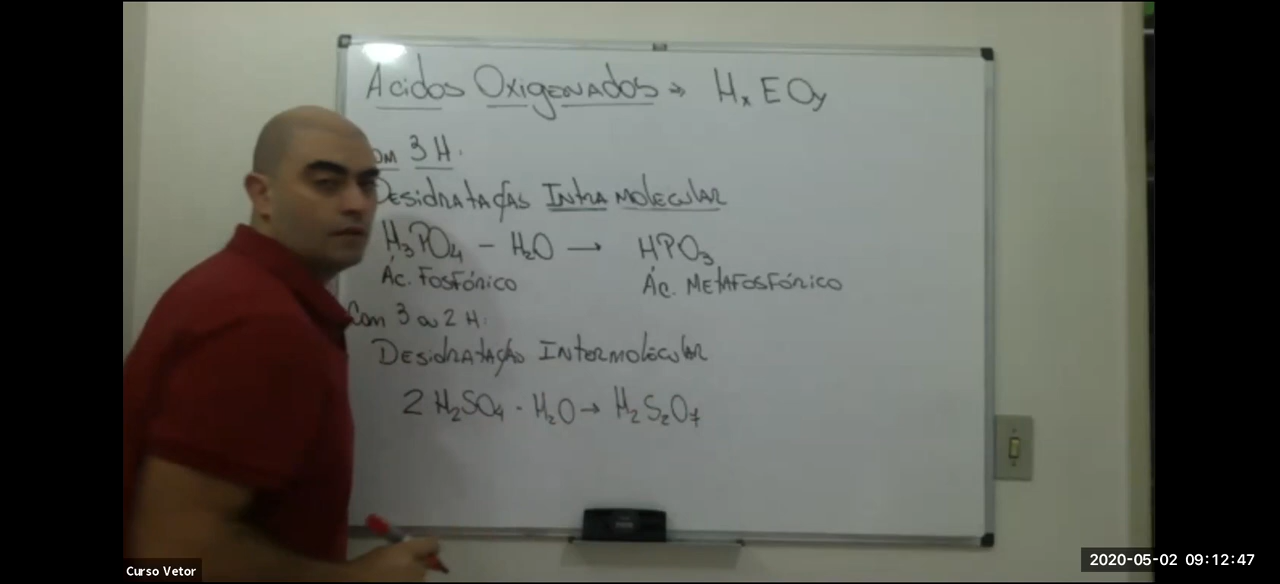 Ácidos Oxigenados → HₓEOy
om 3 H.
Desidratação Intramolecular
H₃PO₄ – H₂O → HPO₃
Ác. Fosfórico Ác. Metafosfórico
Com 3 ou 2 H.
Desidratação Intermolecular
2 H₂SO₄ - H₂O → H₂S₂O₇
Curso Vetor
2020-05-02 09:12:47